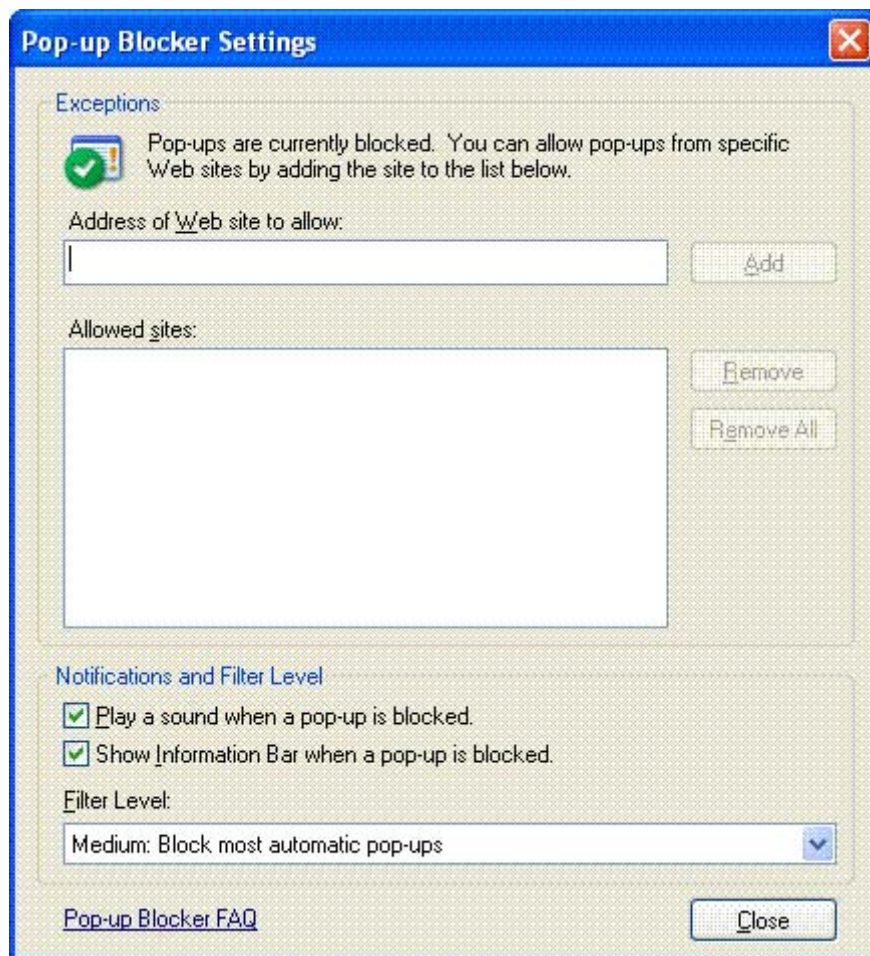 Pop-up Blocker Settings
Exceptions
Pop-ups are currently blocked. You can allow pop-ups from specific
Web sites by adding the site to the list below.
Address of Web site to allow:
Add
Allowed sites:
Remove
Remove All
Notifications and Filter Level
Play a sound when a pop-up is blocked.
Show Information Bar when a pop-up is blocked.
Filter Level:
Medium: Block most automatic pop-ups
Pop-up Blocker FAQ
Close